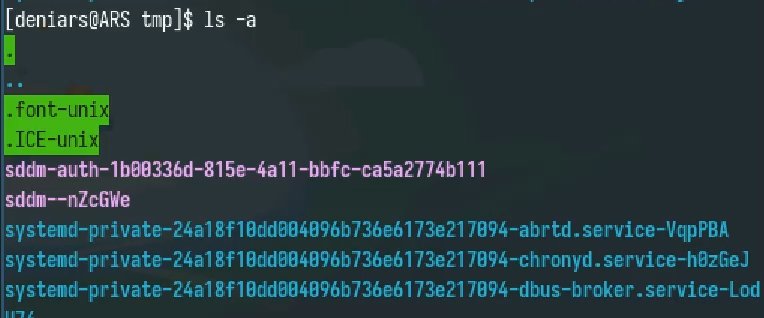 [deniars@ARS tmp]$ ls -a
.
..
.font-unix
.ICE-unix
sddm-auth-1b00336d-815e-4a11-bbfc-ca5a2774b111
sddm--nZcGWe
systemd-private-24a18f10dd004096b736e6173e217094-abrtd.service-VqpPBA
systemd-private-24a18f10dd004096b736e6173e217094-chronyd.service-h0zGeJ
systemd-private-24a18f10dd004096b736e6173e217094-dbus-broker.service-Lod